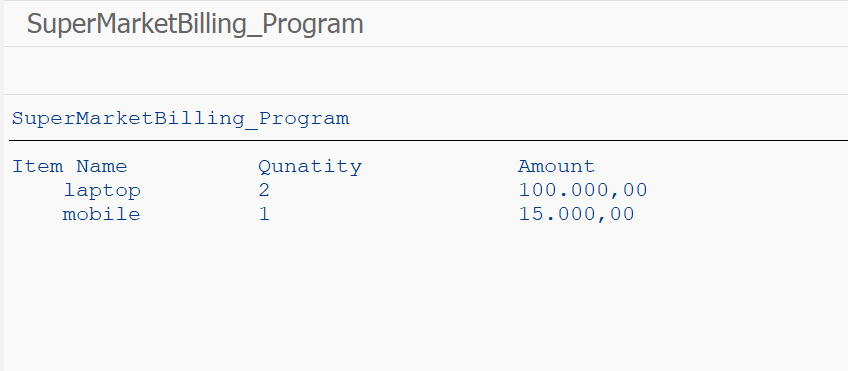 SuperMarketBilling_Program
SuperMarketBilling_Program
Item Name Qunatity Amount
laptop 2 100.000,00
mobile 1 15.000,00